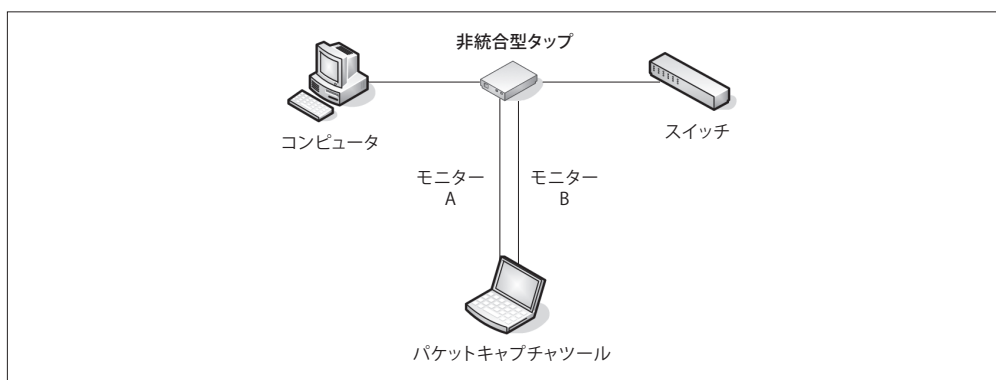 非統合型タップ
コンピュータ
スイッチ
モニター
A
モニター
B
パケットキャプチャツール